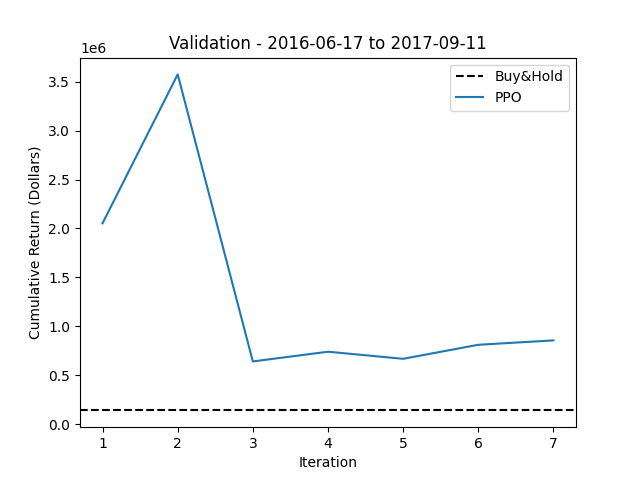 Validation - 2016-06-17 to 2017-09-11
1e6
Buy&Hold
PPO
3.5
3.0
2.5
2.0
1.5
1.0
0.5
0.0
Cumulative Return (Dollars)
1 2 3 4 5 6 7
Iteration